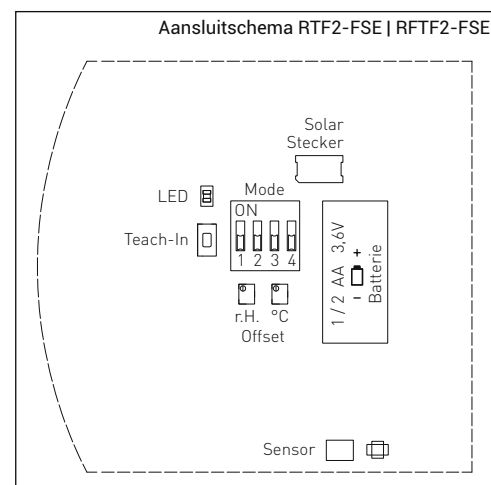 Aansluitschema RTF2-FSE | RFTF2-FSE
Solar
Stecker
LED
Mode
ON
Teach-In
1 2 3 4
r.H. °C
Offset
1/2 AA 3,6V
- +
Batterie
Sensor